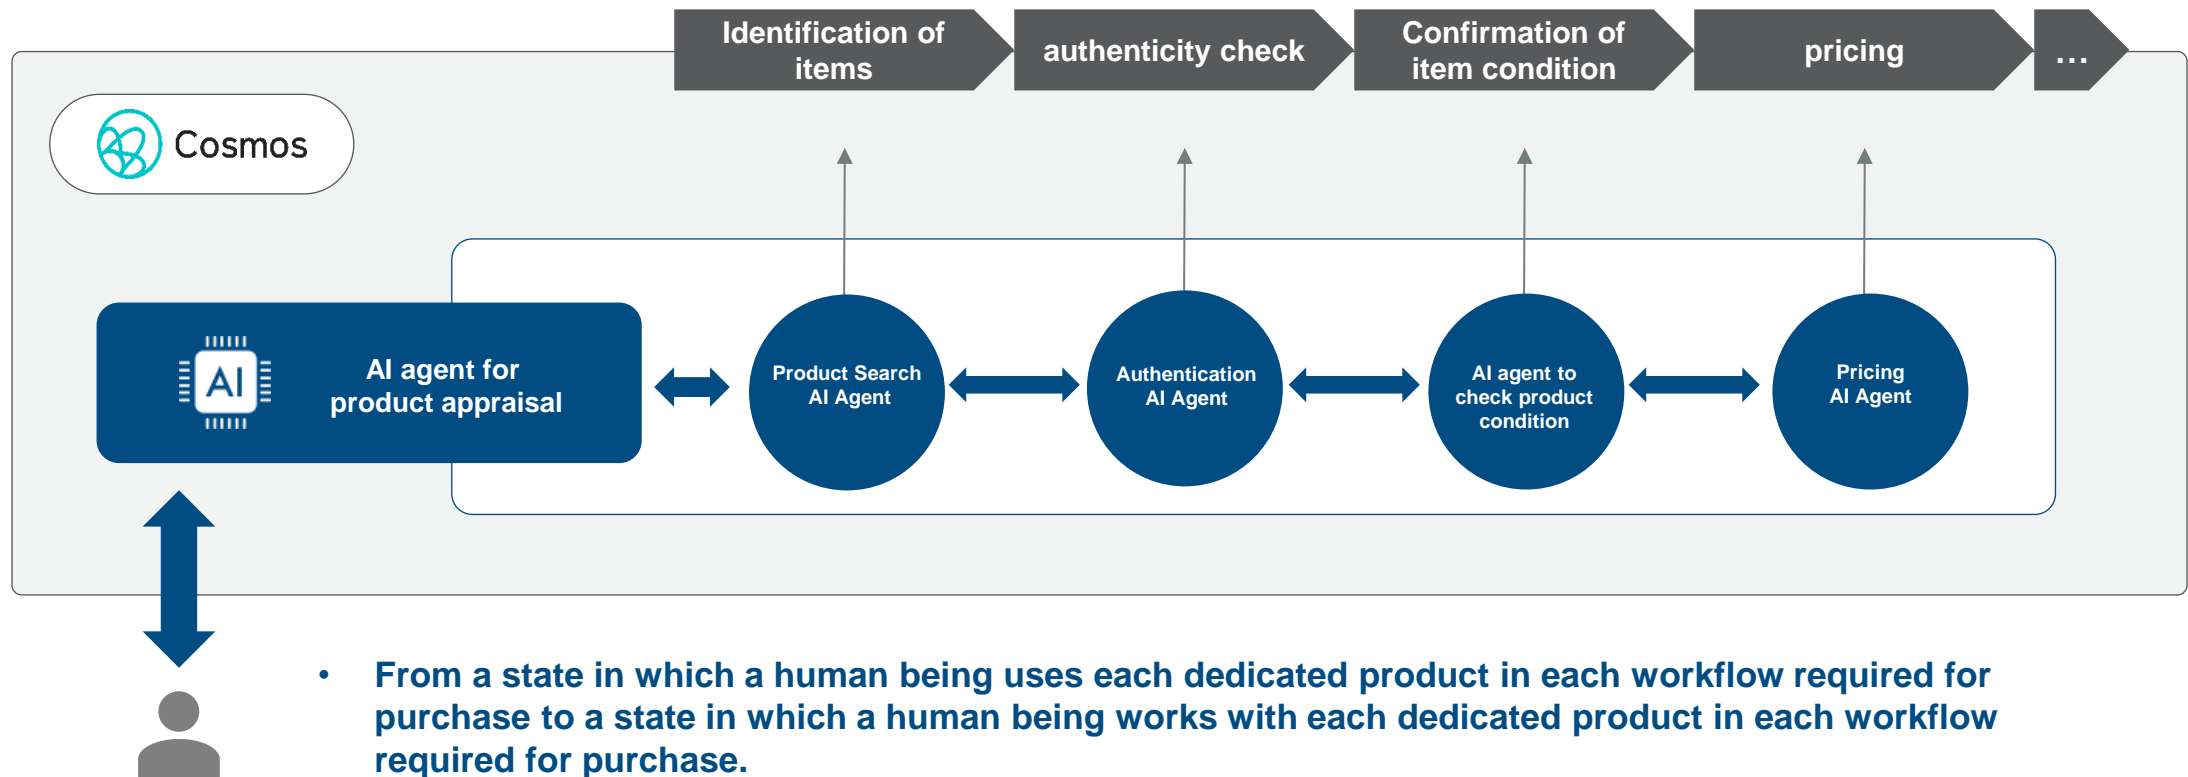 Identification of
items
authenticity check
Confirmation of
item condition
pricing
...
Cosmos
AI
AI agent for
product appraisal
Product Search
AI Agent
Authentication
AI Agent
AI agent to
check product
condition
Pricing
AI Agent
• From a state in which a human being uses each dedicated product in each workflow required for
purchase to a state in which a human being works with each dedicated product in each workflow
required for purchase.